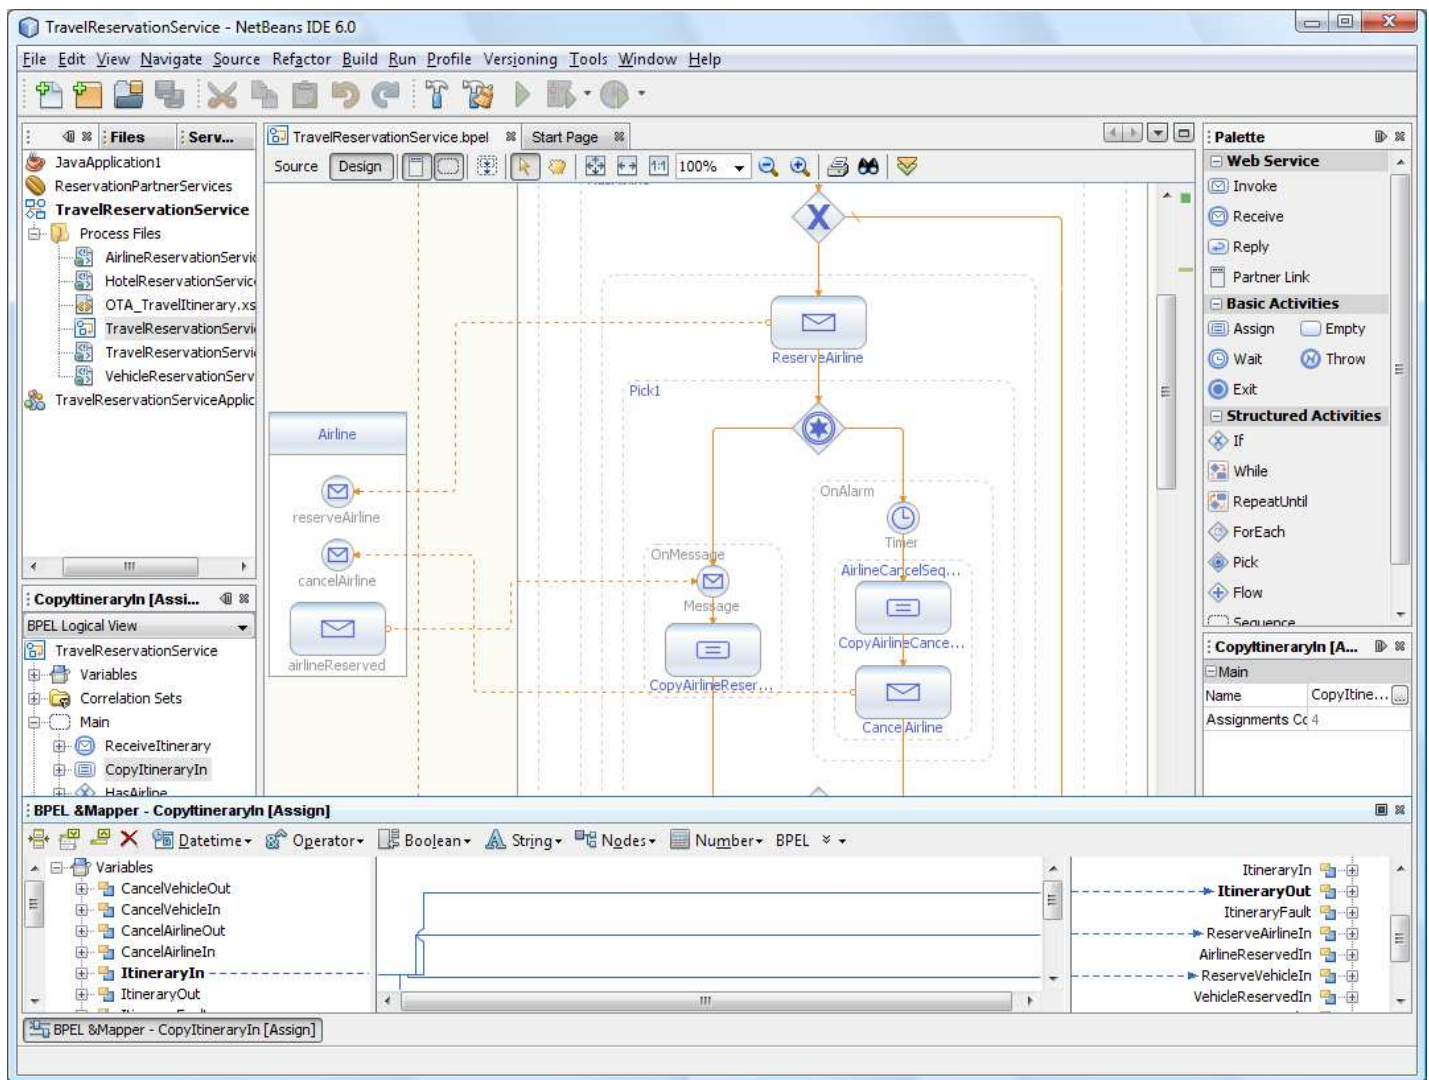 TravelReservationService - NetBeans IDE 6.0
File Edit View Navigate Source Refactor Build Run Profile Versioning Tools Window Help
Files Serv...
JavaApplication1
ReservationPartnerServices
TravelReservationService
Process Files
AirlineReservationServic
HotelReservationService
OTA_TravelItinerary.xs
TravelReservationServi
TravelReservationServi
VehicleReservationServ
TravelReservationServiceApplic
CopyItineraryIn [Assi...
BPEL Logical View
TravelReservationService
Variables
Correlation Sets
Main
ReceiveItinerary
CopyItineraryIn
HasAirline
TravelReservationService.bpel Start Page
Source Design 1:1 100%
X
ReserveAirline
Pick1
Airline
reserveAirline
cancelAirline
airlineReserved
OnAlarm
Timer
OnMessage
Message
AirlineCancelSeq...
CopyAirlineCance...
CopyAirlineReser...
CancelAirline
Palette
Web Service
Invoke
Receive
Reply
Partner Link
Basic Activities
Assign Empty
Wait Throw
Exit
Structured Activities
If
While
RepeatUntil
ForEach
Pick
Flow
Sequence
CopyItineraryIn [A...
Main
Name CopyItine... ...
Assignments Cc 4
BPEL &Mapper - CopyItineraryIn [Assign]
Datetime Operator Boolean String Nodes Number BPEL
Variables
CancelVehicleOut
CancelVehicleIn
CancelAirlineOut
CancelAirlineIn
ItineraryIn
ItineraryOut
ItineraryIn
ItineraryOut
ItineraryFault
ReserveAirlineIn
AirlineReservedIn
ReserveVehicleIn
VehicleReservedIn
BPEL &Mapper - CopyItineraryIn [Assign]